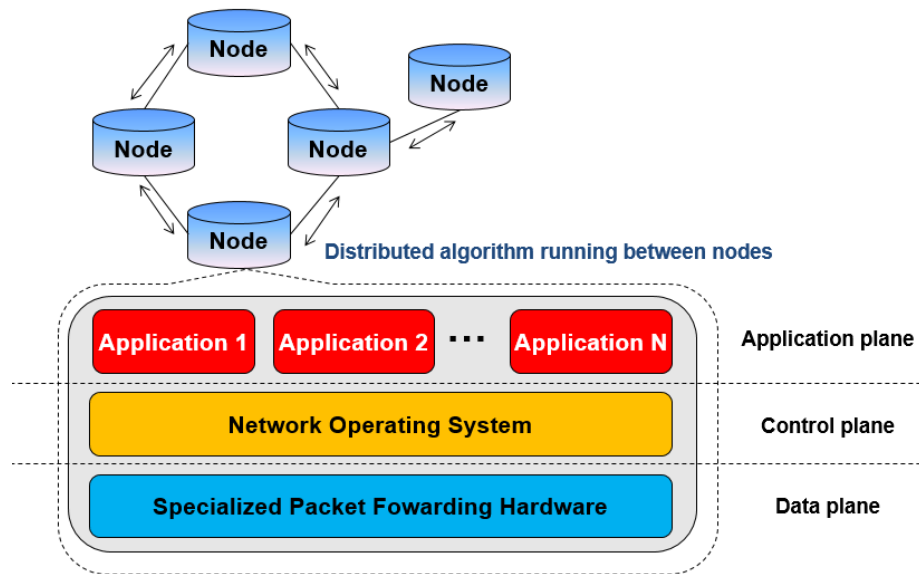 Node
Node
Node
Node
Node
Distributed algorithm running between nodes
Application 1
Application 2
...
Application N
Application plane
Network Operating System
Control plane
Specialized Packet Fowarding Hardware
Data plane